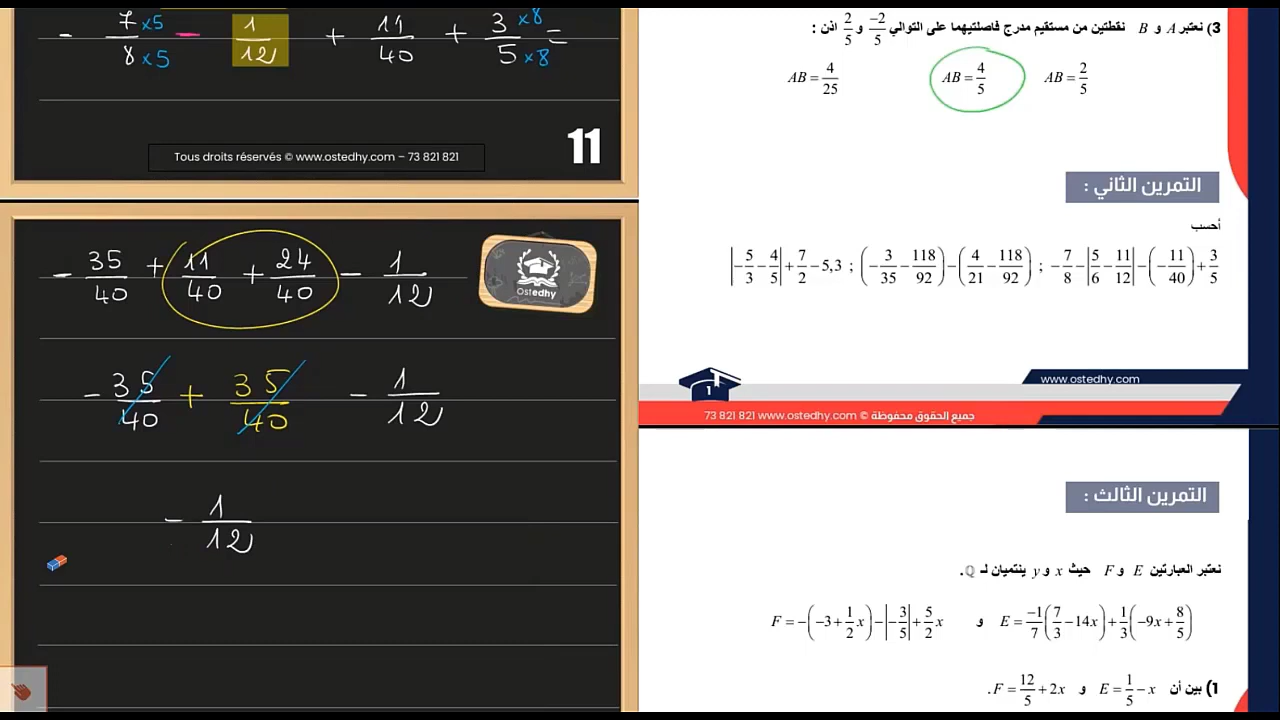 - 7/8 ×5 ×5 - 1/12 + 11/40 + 3/5 ×8 ×8 =
Tous droits réservés © www.ostedhy.com – 73 821 821
11
- 35/40 + 11/40 + 24/40 - 1/12
Ostedhy
- 35/40 + 35/40 - 1/12
- 1/12
3) نعتبر A و B نقطتين من مستقيم مدرج فاصلتيهما على التوالي -2/5 و 2/5 اذن :
AB = 4/25 AB = 4/5 AB = 2/5
التمرين الثاني :
أحسب
|-5/3 - 4/5| + 7/2 - 5,3 ; (-3/35 - 118/92) - (4/21 - 118/92) ; -7/8 - |5/6 - 11/12| - (-11/40) + 3/5
www.ostedhy.com
1
73 821 821 www.ostedhy.com © جميع الحقوق محفوظة
التمرين الثالث :
نعتبر العبارتين E و F حيث x و y ينتميان لـ ℚ.
F = -(-3 + 1/2 x) - |-3/5| + 5/2 x و E = -1/7 (7/3 - 14x) + 1/3 (-9x + 8/5)
1) بين أن E = 1/5 - x و F = 12/5 + 2x.